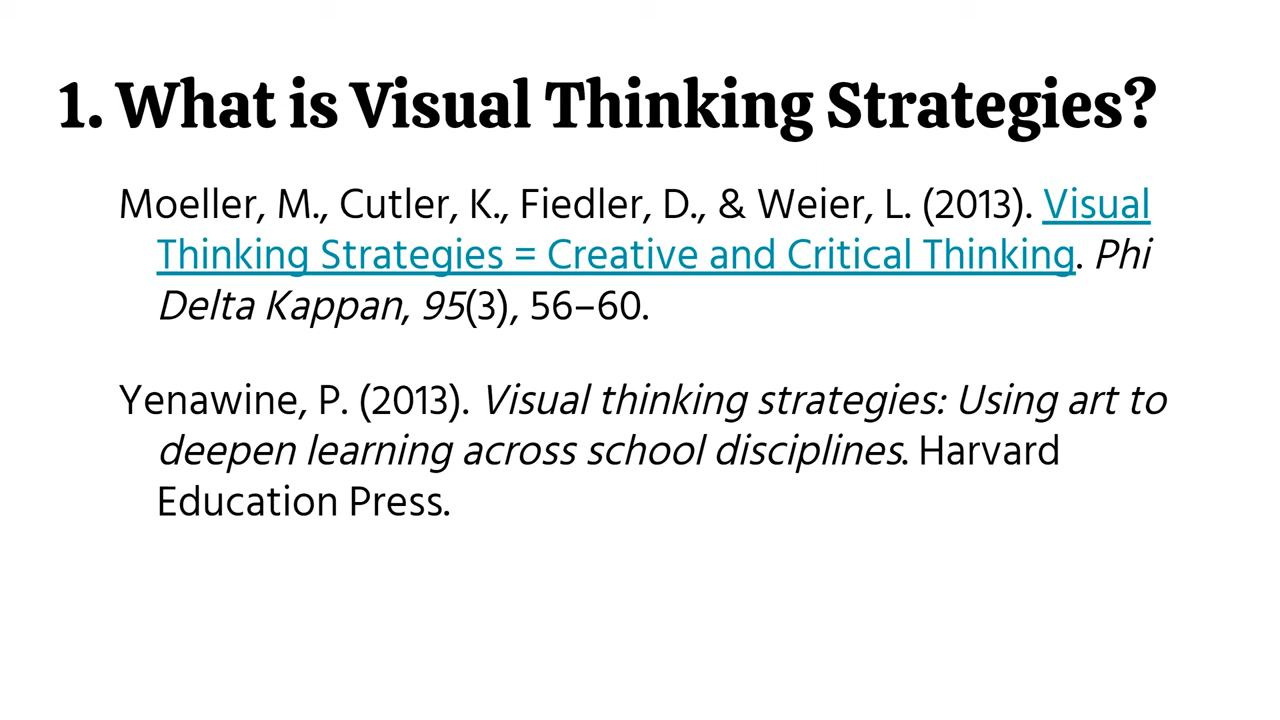 1. What is Visual Thinking Strategies?
Moeller, M., Cutler, K., Fiedler, D., & Weier, L. (2013). Visual
Thinking Strategies = Creative and Critical Thinking. Phi
Delta Kappan, 95(3), 56–60.
Yenawine, P. (2013). Visual thinking strategies: Using art to
deepen learning across school disciplines. Harvard
Education Press.